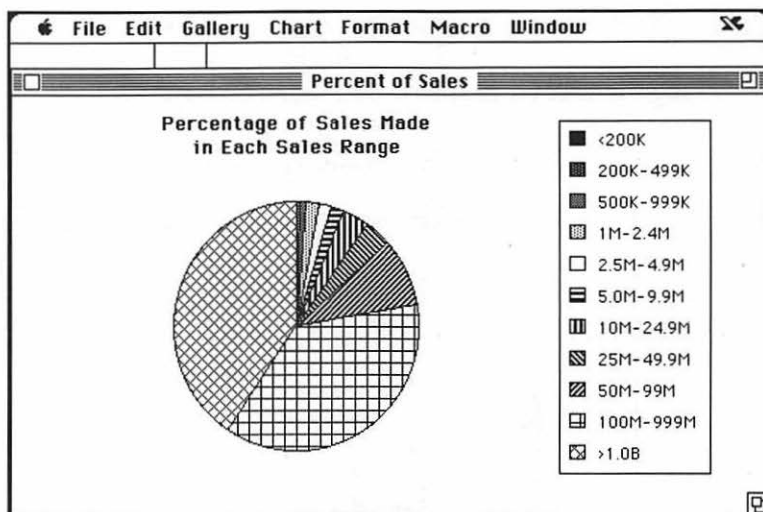 File Edit Gallery Chart Format Macro Window
Percent of Sales
Percentage of Sales Made
in Each Sales Range
<200K
200K-499K
500K-999K
1M-2.4M
2.5M-4.9M
5.0M-9.9M
10M-24.9M
25M-49.9M
50M-99M
100M-999M
>1.0B